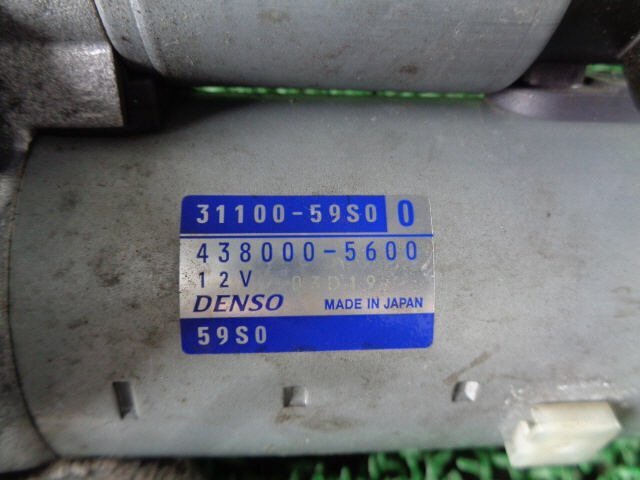 31100-59S0 0
438000-5600
12V
DENSO MADE IN JAPAN
59S0